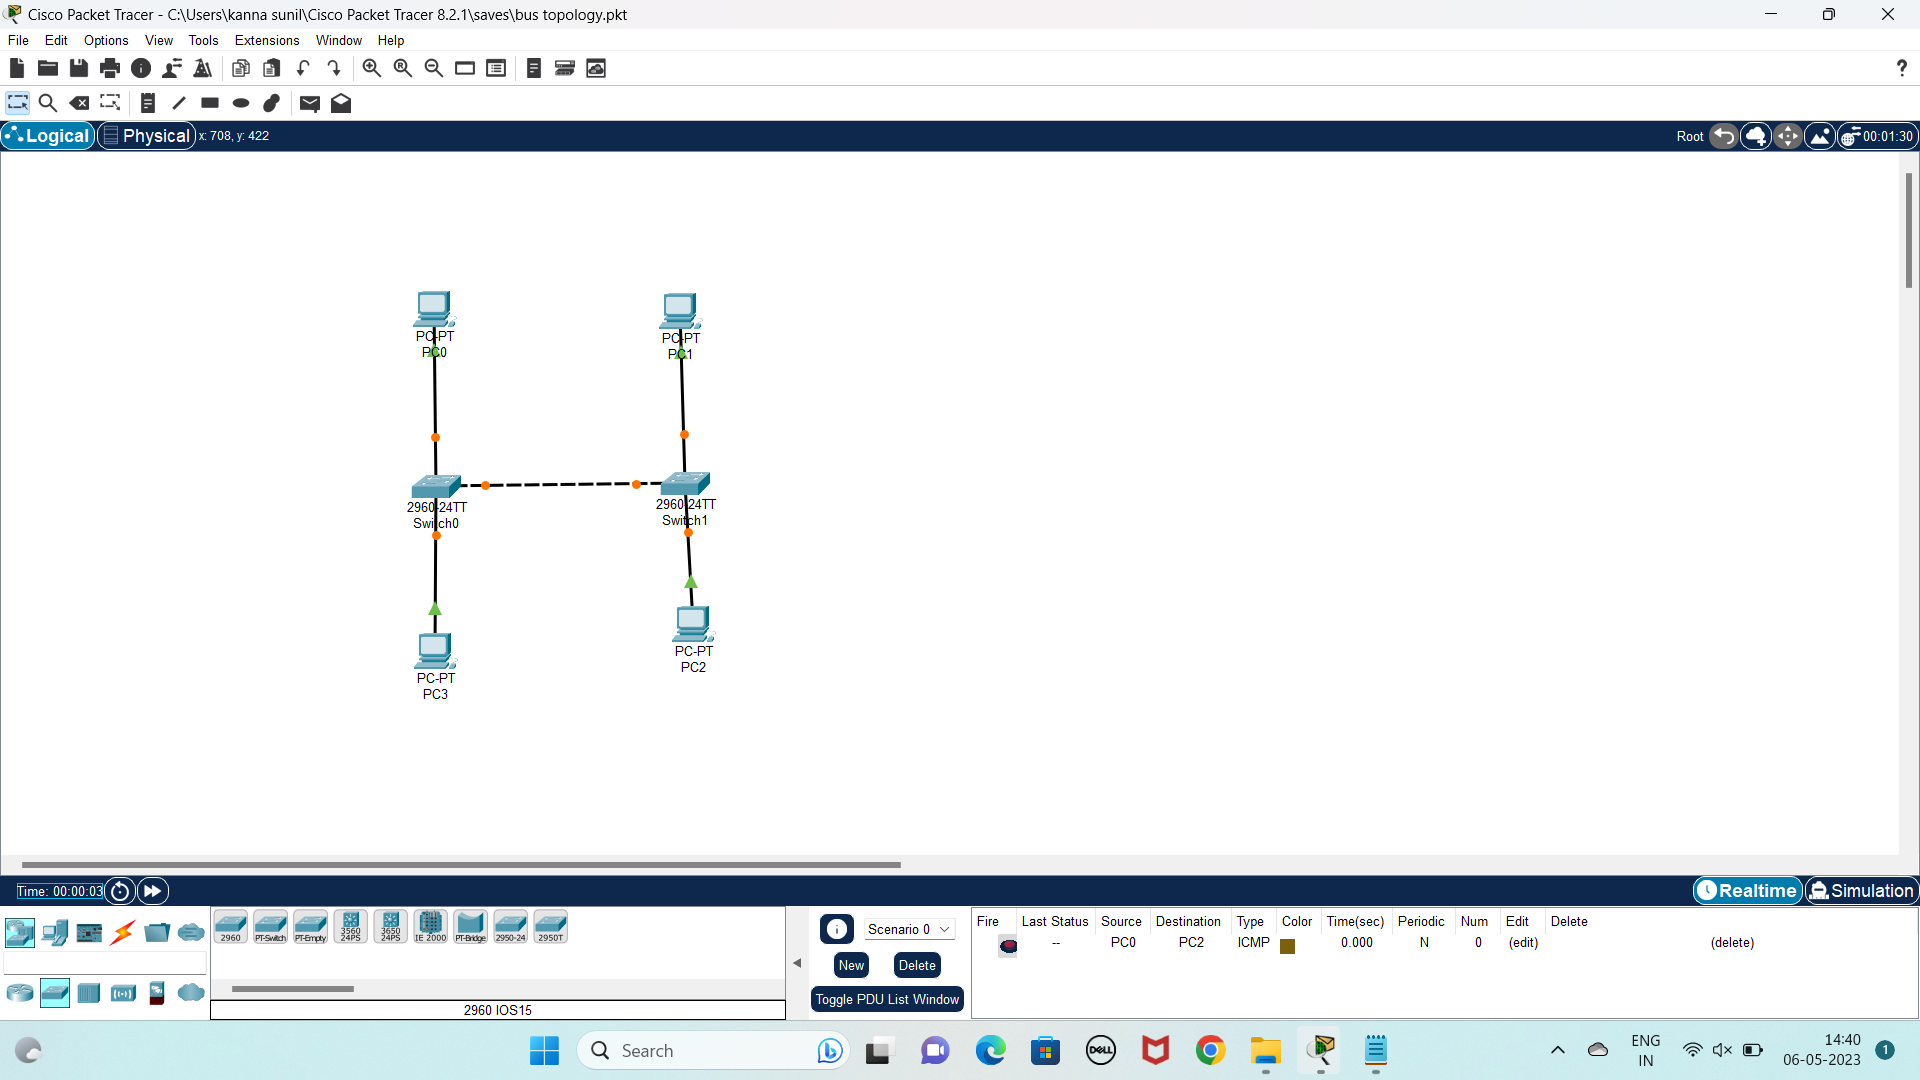 Cisco Packet Tracer - C:\Users\kanna sunil\Cisco Packet Tracer 8.2.1\saves\bus topology.pkt
File Edit Options View Tools Extensions Window Help
?
Logical Physical x: 708, y: 422 Root 00:01:30
PC-PT
PC0
PC-PT
PC1
2960-24TT
Switch0
2960-24TT
Switch1
PC-PT
PC2
PC-PT
PC3
Time: 00:00:03 Realtime Simulation
2960 PT-Switch PT-Empty 3560 24PS 3650 24PS IE 2000 PT-Bridge 2950-24 2950T
2960 IOS15
Scenario 0
New Delete
Toggle PDU List Window
Fire Last Status Source Destination Type Color Time(sec) Periodic Num Edit Delete
-- PC0 PC2 ICMP 0.000 N 0 (edit) (delete)
Search
DELL
ENG
IN
14:40
06-05-2023
1